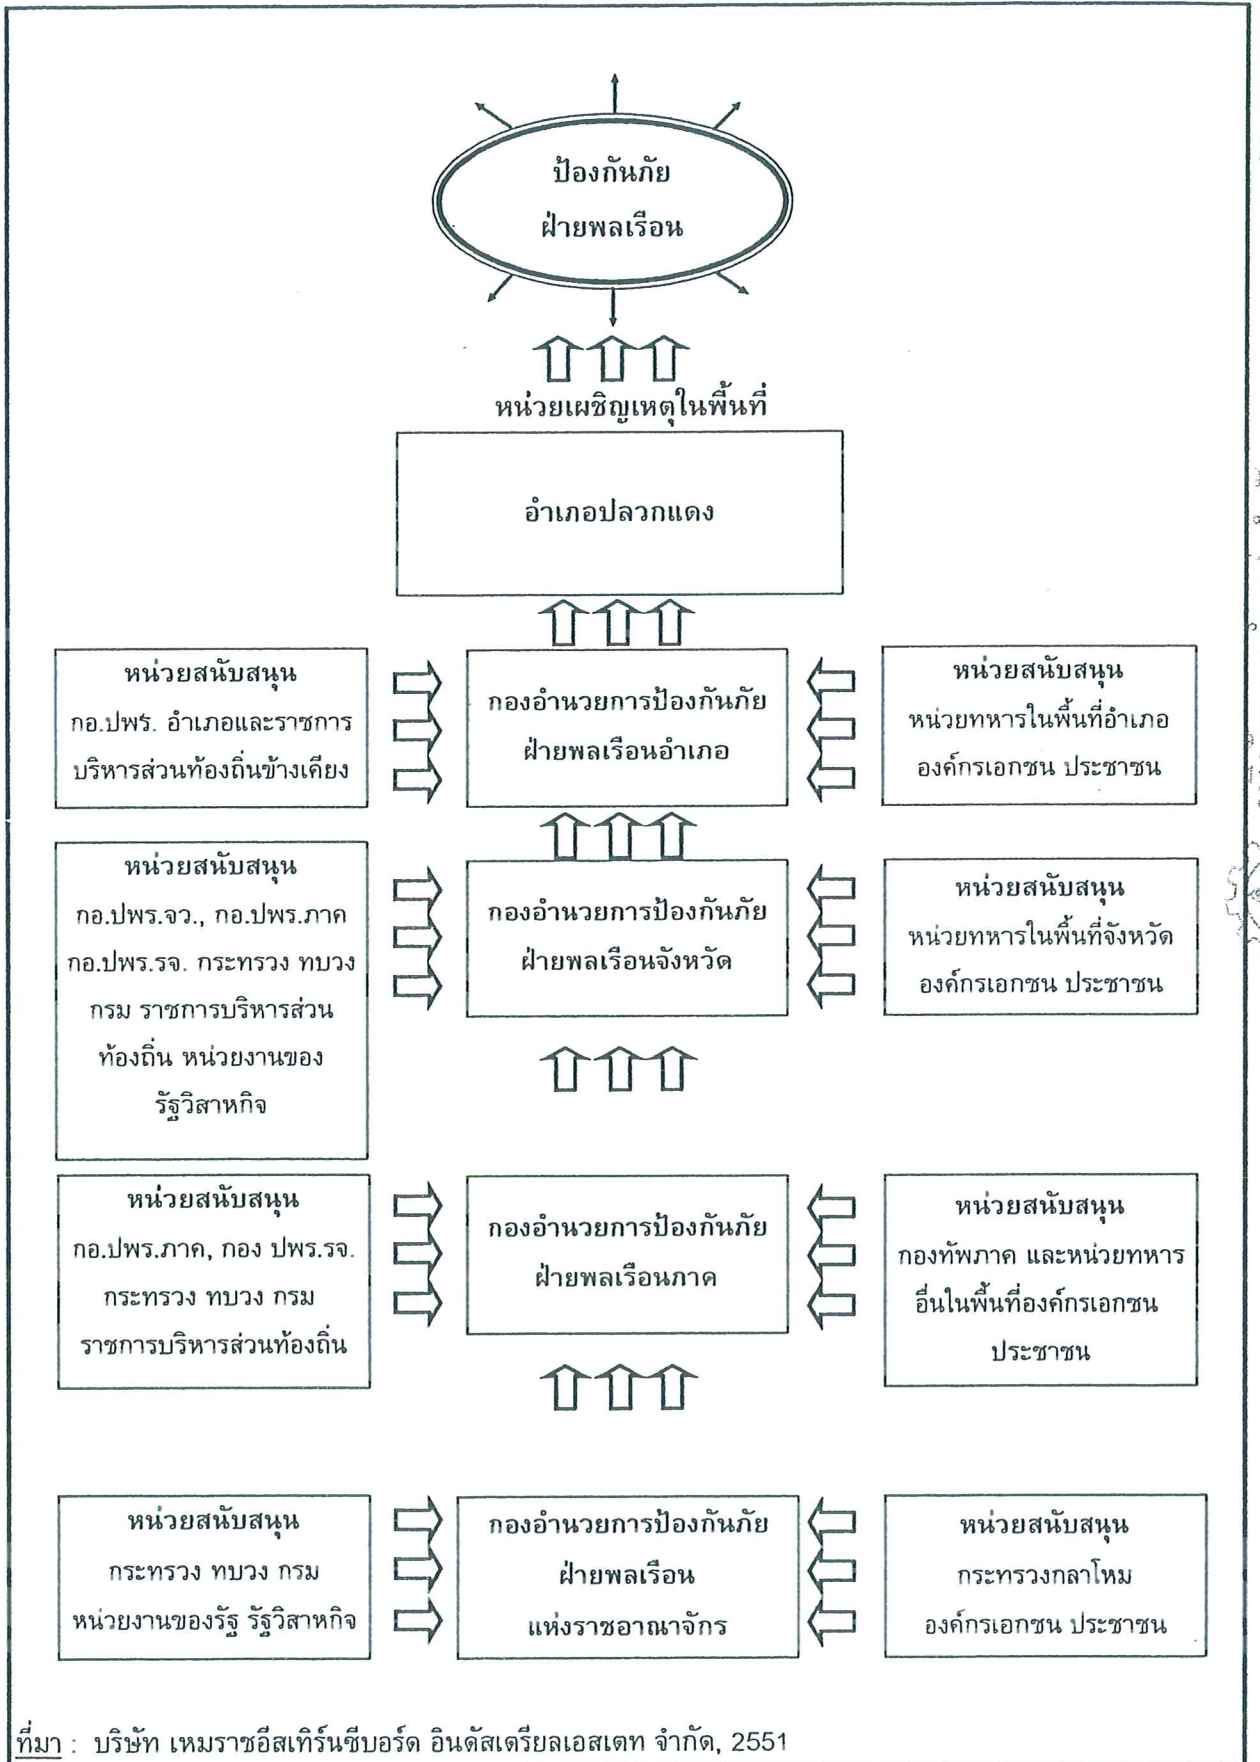 ป้องกันภัย
ฝ่ายพลเรือน
หน่วยเผชิญเหตุในพื้นที่
อำเภอปลวกแดง
หน่วยสนับสนุน
กอ.ปพร. อำเภอและราชการ
บริหารส่วนท้องถิ่นข้างเคียง
กองอำนวยการป้องกันภัย
ฝ่ายพลเรือนอำเภอ
หน่วยสนับสนุน
หน่วยทหารในพื้นที่อำเภอ
องค์กรเอกชน ประชาชน
หน่วยสนับสนุน
กอ.ปพร.จว., กอ.ปพร.ภาค
กอ.ปพร.รจ. กระทรวง ทบวง
กรม ราชการบริหารส่วน
ท้องถิ่น หน่วยงานของ
รัฐวิสาหกิจ
กองอำนวยการป้องกันภัย
ฝ่ายพลเรือนจังหวัด
หน่วยสนับสนุน
หน่วยทหารในพื้นที่จังหวัด
องค์กรเอกชน ประชาชน
หน่วยสนับสนุน
กอ.ปพร.ภาค, กอง ปพร.รจ.
กระทรวง ทบวง กรม
ราชการบริหารส่วนท้องถิ่น
กองอำนวยการป้องกันภัย
ฝ่ายพลเรือนภาค
หน่วยสนับสนุน
กองทัพภาค และหน่วยทหาร
อื่นในพื้นที่องค์กรเอกชน
ประชาชน
หน่วยสนับสนุน
กระทรวง ทบวง กรม
หน่วยงานของรัฐ รัฐวิสาหกิจ
กองอำนวยการป้องกันภัย
ฝ่ายพลเรือน
แห่งราชอาณาจักร
หน่วยสนับสนุน
กระทรวงกลาโหม
องค์กรเอกชน ประชาชน
ที่มา : บริษัท เหมราชอีสเทิร์นซีบอร์ด อินดัสเตรียลเอสเตท จำกัด, 2551